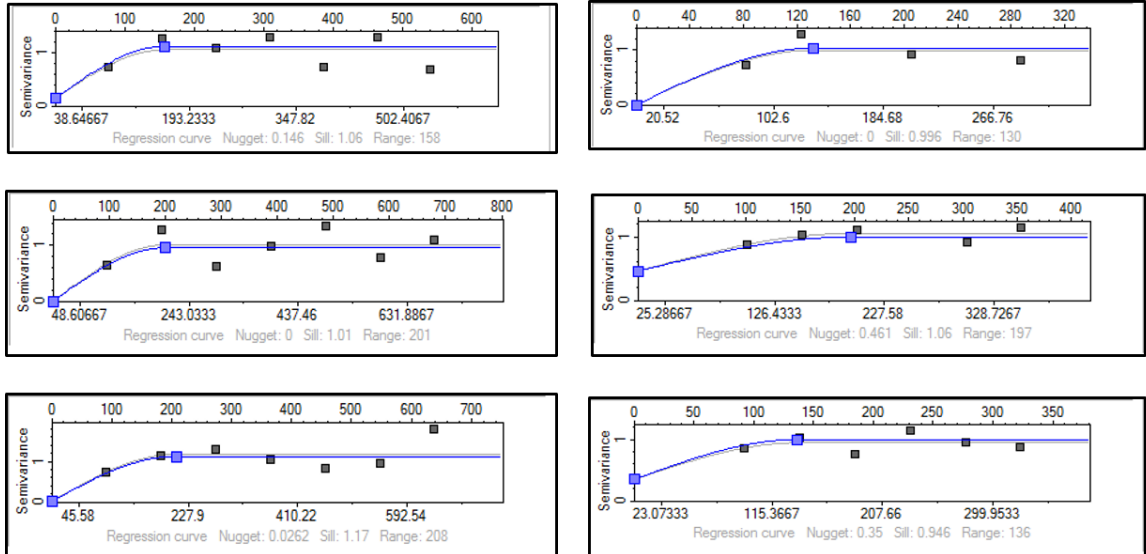 0 100 200 300 400 500 600
Semivariance
1
0
38.64667 193.2333 347.82 502.4067
Regression curve Nugget: 0.146 Sill: 1.06 Range: 158
0 40 80 120 160 200 240 280 320
Semivariance
1
0
20.52 102.6 184.68 266.76
Regression curve Nugget: 0 Sill: 0.996 Range: 130
0 100 200 300 400 500 600 700 800
Semivariance
1
0
48.60667 243.0333 437.46 631.8867
Regression curve Nugget: 0 Sill: 1.01 Range: 201
0 50 100 150 200 250 300 350 400
Semivariance
1
0
25.28667 126.4333 227.58 328.7267
Regression curve Nugget: 0.461 Sill: 1.06 Range: 197
0 100 200 300 400 500 600 700
Semivariance
1
0
45.58 227.9 410.22 592.54
Regression curve Nugget: 0.0262 Sill: 1.17 Range: 208
0 50 100 150 200 250 300 350
Semivariance
1
0
23.07333 115.3667 207.66 299.9533
Regression curve Nugget: 0.35 Sill: 0.946 Range: 136